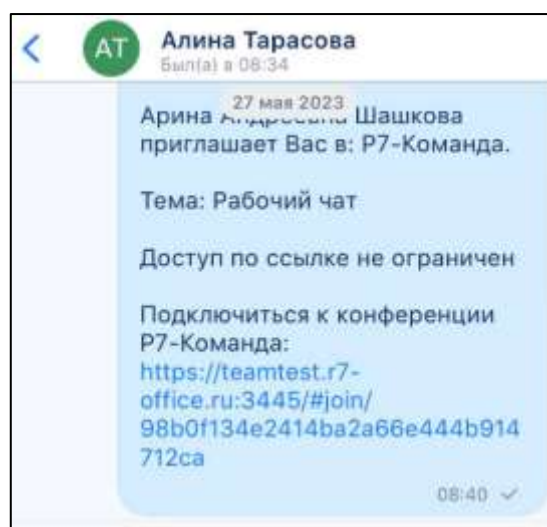 АТ
Алина Тарасова
Был(а) в 08:34
27 мая 2023
Арина Шашкова
приглашает Вас в: Р7-Команда.
Тема: Рабочий чат
Доступ по ссылке не ограничен
Подключиться к конференции
Р7-Команда:
https://teamtest.r7-
office.ru:3445/#join/
98b0f134e2414ba2a66e444b914
712ca
08:40